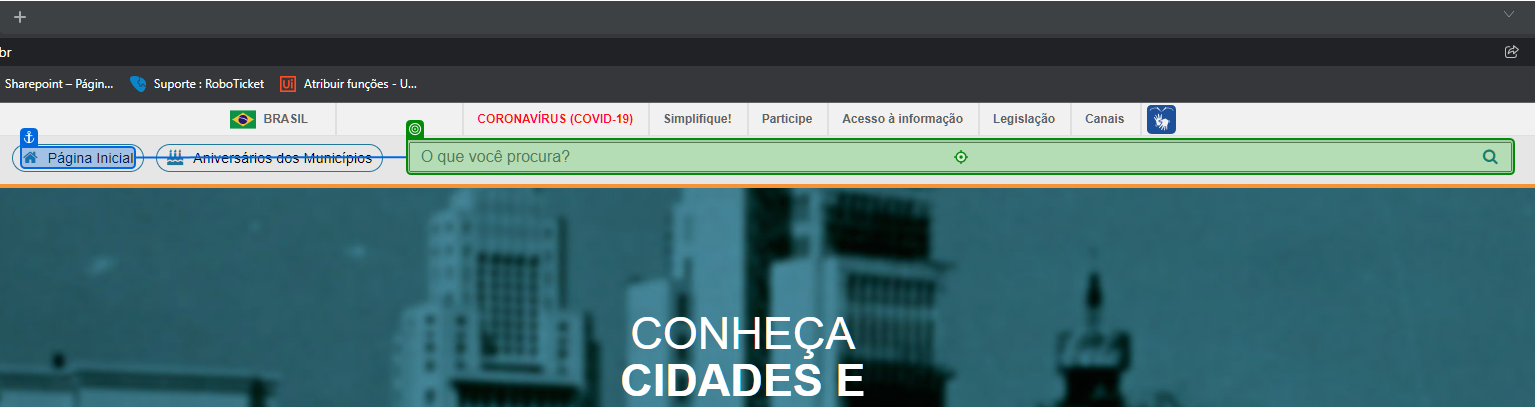 br
Sharepoint – Págin... Suporte : RoboTicket Ui Atribuir funções - U...
BRASIL CORONAVÍRUS (COVID-19) Simplifique! Participe Acesso à informação Legislação Canais
Página Inicial Aniversários dos Municípios O que você procura?
CONHEÇA
CIDADES E